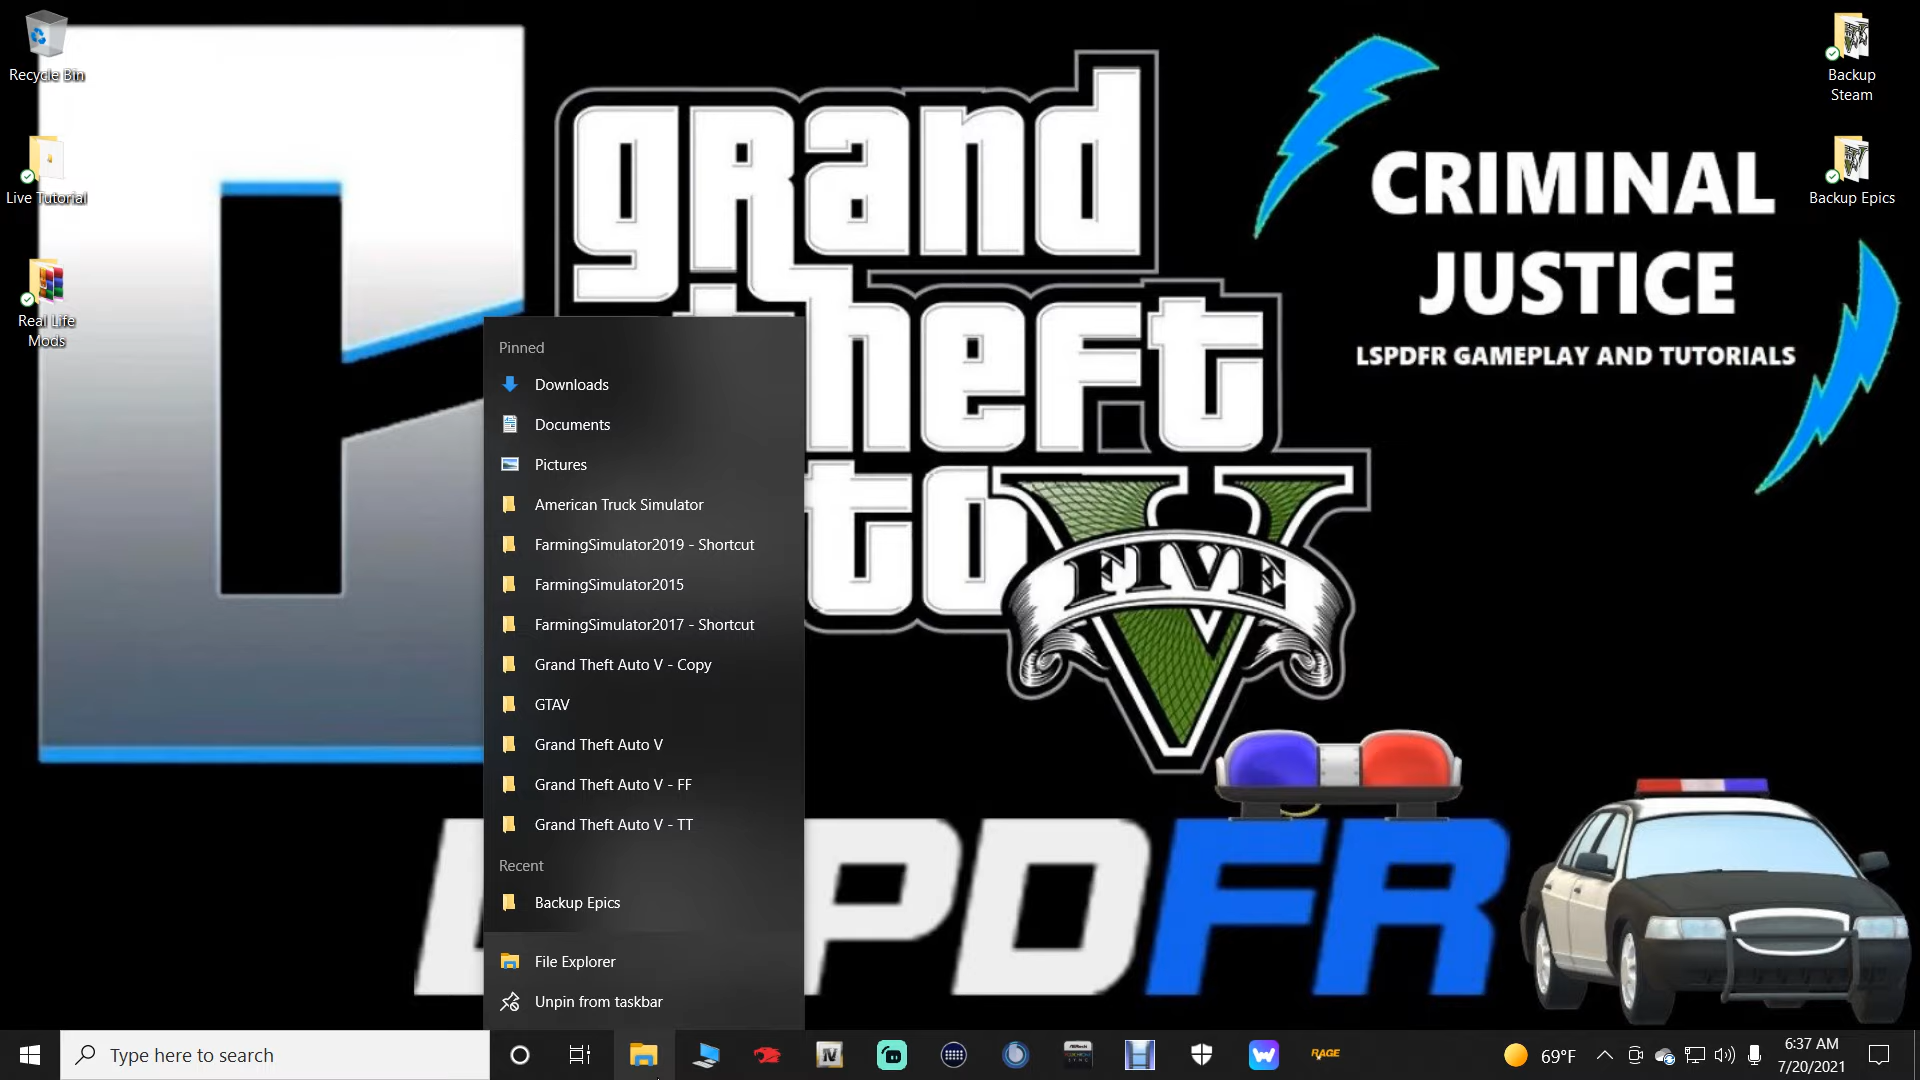 Recycle Bin
Live Tutorial
Real Life
Mods
grand
theft
auto
FIVE
CRIMINAL
JUSTICE
LSPDFR GAMEPLAY AND TUTORIALS
Backup
Steam
Backup Epics
Pinned
Downloads
Documents
Pictures
American Truck Simulator
FarmingSimulator2019 - Shortcut
FarmingSimulator2015
FarmingSimulator2017 - Shortcut
Grand Theft Auto V - Copy
GTAV
Grand Theft Auto V
Grand Theft Auto V - FF
Grand Theft Auto V - TT
Recent
Backup Epics
File Explorer
Unpin from taskbar
PDFR
Type here to search
RAGE
69°F
6:37 AM
7/20/2021